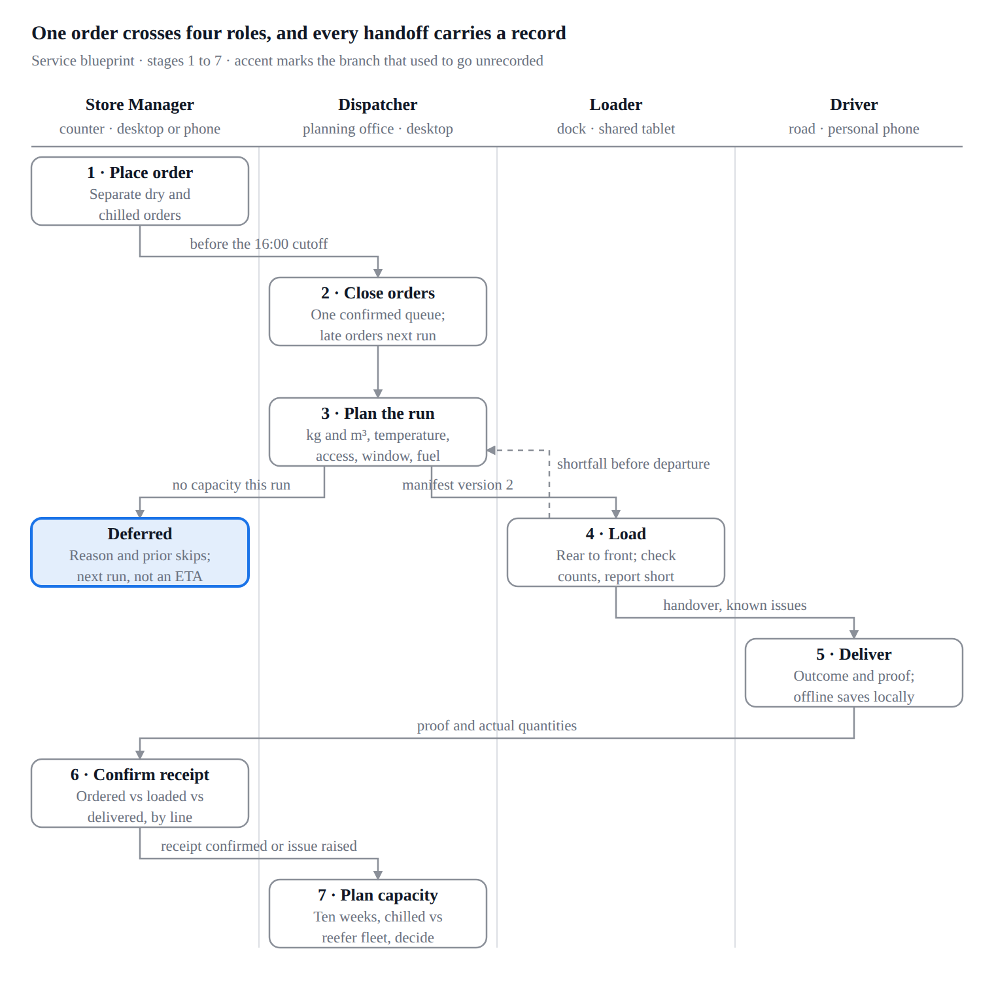 One order crosses four roles, and every handoff carries a record
Service blueprint · stages 1 to 7 · accent marks the branch that used to go unrecorded
Store Manager
counter · desktop or phone
Dispatcher
planning office · desktop
Loader
dock · shared tablet
Driver
road · personal phone
1 · Place order
Separate dry and
chilled orders
before the 16:00 cutoff
2 · Close orders
One confirmed queue;
late orders next run
3 · Plan the run
kg and m³, temperature,
access, window, fuel
shortfall before departure
no capacity this run
manifest version 2
Deferred
Reason and prior skips;
next run, not an ETA
4 · Load
Rear to front; check
counts, report short
handover, known issues
5 · Deliver
Outcome and proof;
offline saves locally
proof and actual quantities
6 · Confirm receipt
Ordered vs loaded vs
delivered, by line
receipt confirmed or issue raised
7 · Plan capacity
Ten weeks, chilled vs
reefer fleet, decide